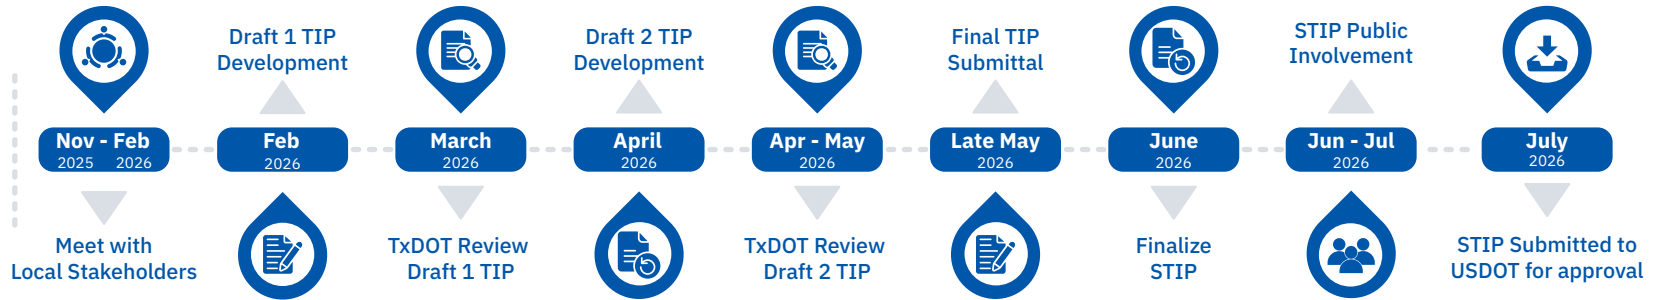 Nov - Feb
2025 2026
Meet with
Local Stakeholders
Draft 1 TIP
Development
Feb
2026
March
2026
TxDOT Review
Draft 1 TIP
Draft 2 TIP
Development
April
2026
Apr - May
2026
TxDOT Review
Draft 2 TIP
Final TIP
Submittal
Late May
2026
June
2026
Finalize
STIP
STIP Public
Involvement
Jun - Jul
2026
July
2026
STIP Submitted to
USDOT for approval